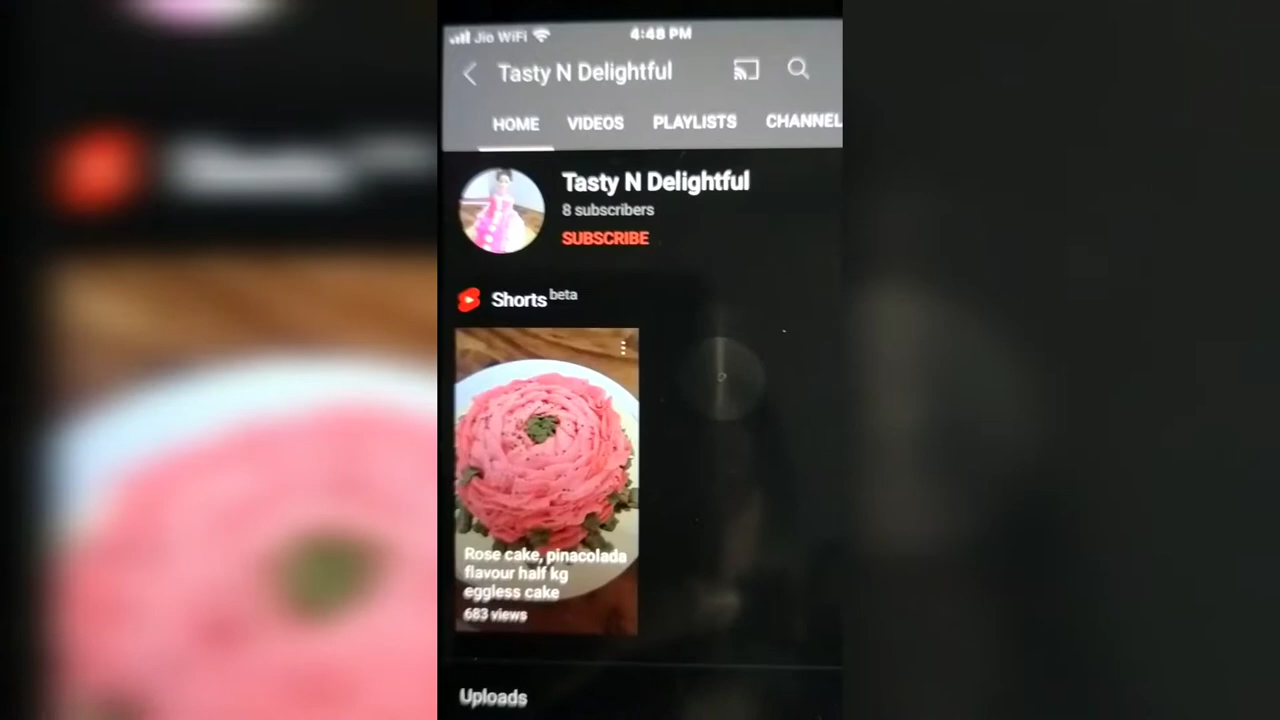 Jio WiFi 4:48 PM
Tasty N Delightful
HOME VIDEOS PLAYLISTS CHANNEL
Tasty N Delightful
8 subscribers
SUBSCRIBE
Shorts beta
Rose cake, pinacolada
flavour half kg
eggless cake
683 views
Uploads